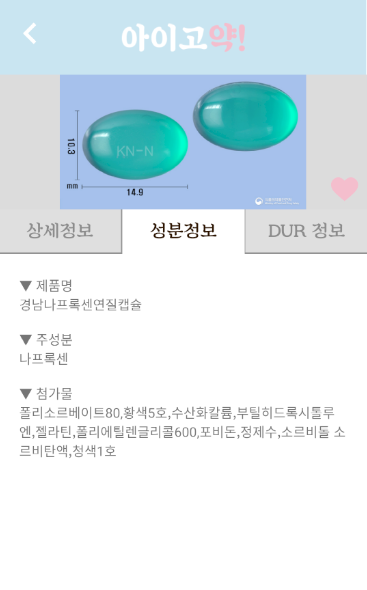 아이고약!
KN-N
10.3
mm
14.9
상세정보
성분정보
DUR 정보
▼ 제품명
경남나프록센연질캡슐
▼ 주성분
나프록센
▼ 첨가물
폴리소르베이트80,황색5호,수산화칼륨,부틸히드록시톨루
엔,젤라틴,폴리에틸렌글리콜600,포비돈,정제수,소르비톨 소
르비탄액,청색1호